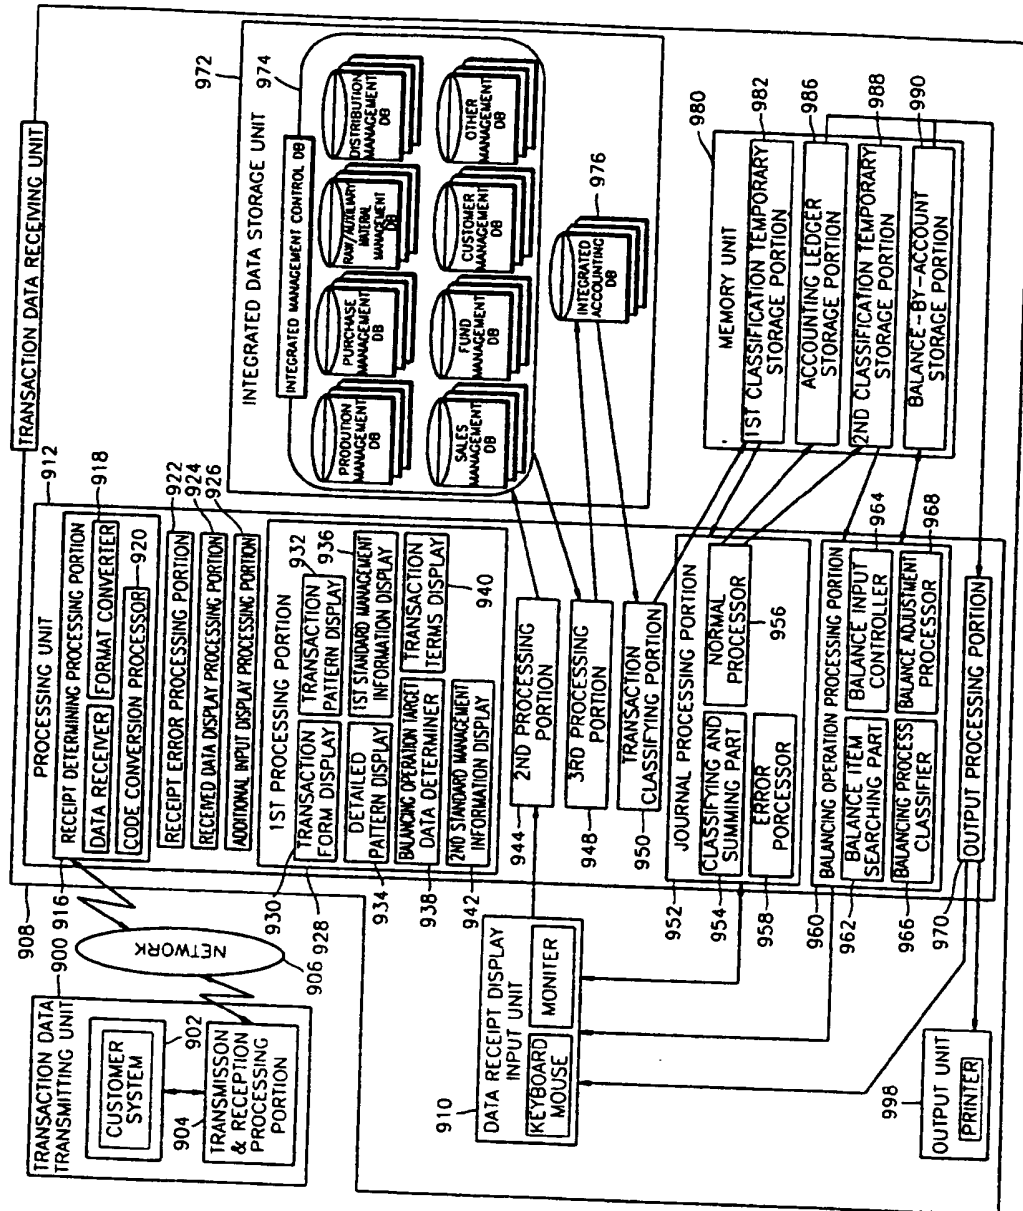 TRANSACTION DATA
TRANSMITTING UNIT
900
CUSTOMER
SYSTEM
902
904
TRANSMISSON
& RECEPTION
PROCESSING
PORTION
NETWORK
906
908
TRANSACTION DATA RECEIVING UNIT
910
DATA RECEIPT DISPLAY
INPUT UNIT
KEYBOARD
MOUSE
MONITER
912
PROCESSING UNIT
916
RECEIPT DETERMINING PROCESSING PORTION
DATA RECEIVER
FORMAT CONVERTER
918
CODE CONVERSION PROCESSOR
920
RECEIPT ERROR PROCESSING PORTION
922
RECEIVED DATA DISPLAY PROCESSING PORTION
924
ADDITIONAL INPUT DISPLAY PROCESSING PORTION
926
928
1ST PROCESSING PORTION
930
TRANSACTION
FORM DISPLAY
TRANSACTION
PATTERN DISPLAY
932
934
DETAILED
PATTERN DISPLAY
1ST STANDARD MANAGEMENT
INFORMATION DISPLAY
936
938
BALANCING OPERATION TARGET
DATA DETERMINER
TRANSACTION
TERMS DISPLAY
940
942
2ND STANDARD MANAGEMENT
INFORMATION DISPLAY
944
2ND PROCESSING
PORTION
948
3RD PROCESSING
PORTION
950
TRANSACTION
CLASSIFYING PORTION
952
JOURNAL PROCESSING PORTION
954
CLASSIFYING AND
SUMMING PART
NORMAL
PROCESSOR
956
958
ERROR
PORCESSOR
960
BALANCING OPERATION PROCESSING PORTION
962
BALANCE ITEM
SEARCHING PART
BALANCE INPUT
CONTROLLER
964
966
BALANCING PROCESS
CLASSIFIER
BALANCE ADJUSTMENT
PROCESSOR
968
970
OUTPUT PROCESSING PORTION
998
OUTPUT UNIT
PRINTER
972
INTEGRATED DATA STORAGE UNIT
974
INTEGRATED MANAGEMENT CONTROL DB
PRODUCTION
MANAGEMENT
DB
PURCHASE
MANAGEMENT
DB
RAW/AUXILIARY
MATERIAL
MANAGEMENT
DB
DISTRIBUTION
MANAGEMENT
DB
SALES
MANAGEMENT
DB
FUND
MANAGEMENT
DB
CUSTOMER
MANAGEMENT
DB
OTHER
MANAGEMENT
DB
976
INTEGRATED
ACCOUNTING
DB
980
MEMORY UNIT
1ST CLASSIFICATION TEMPORARY
STORAGE PORTION
982
ACCOUNTING LEDGER
STORAGE PORTION
986
2ND CLASSIFICATION TEMPORARY
STORAGE PORTION
988
BALANCE-BY-ACCOUNT
STORAGE PORTION
990